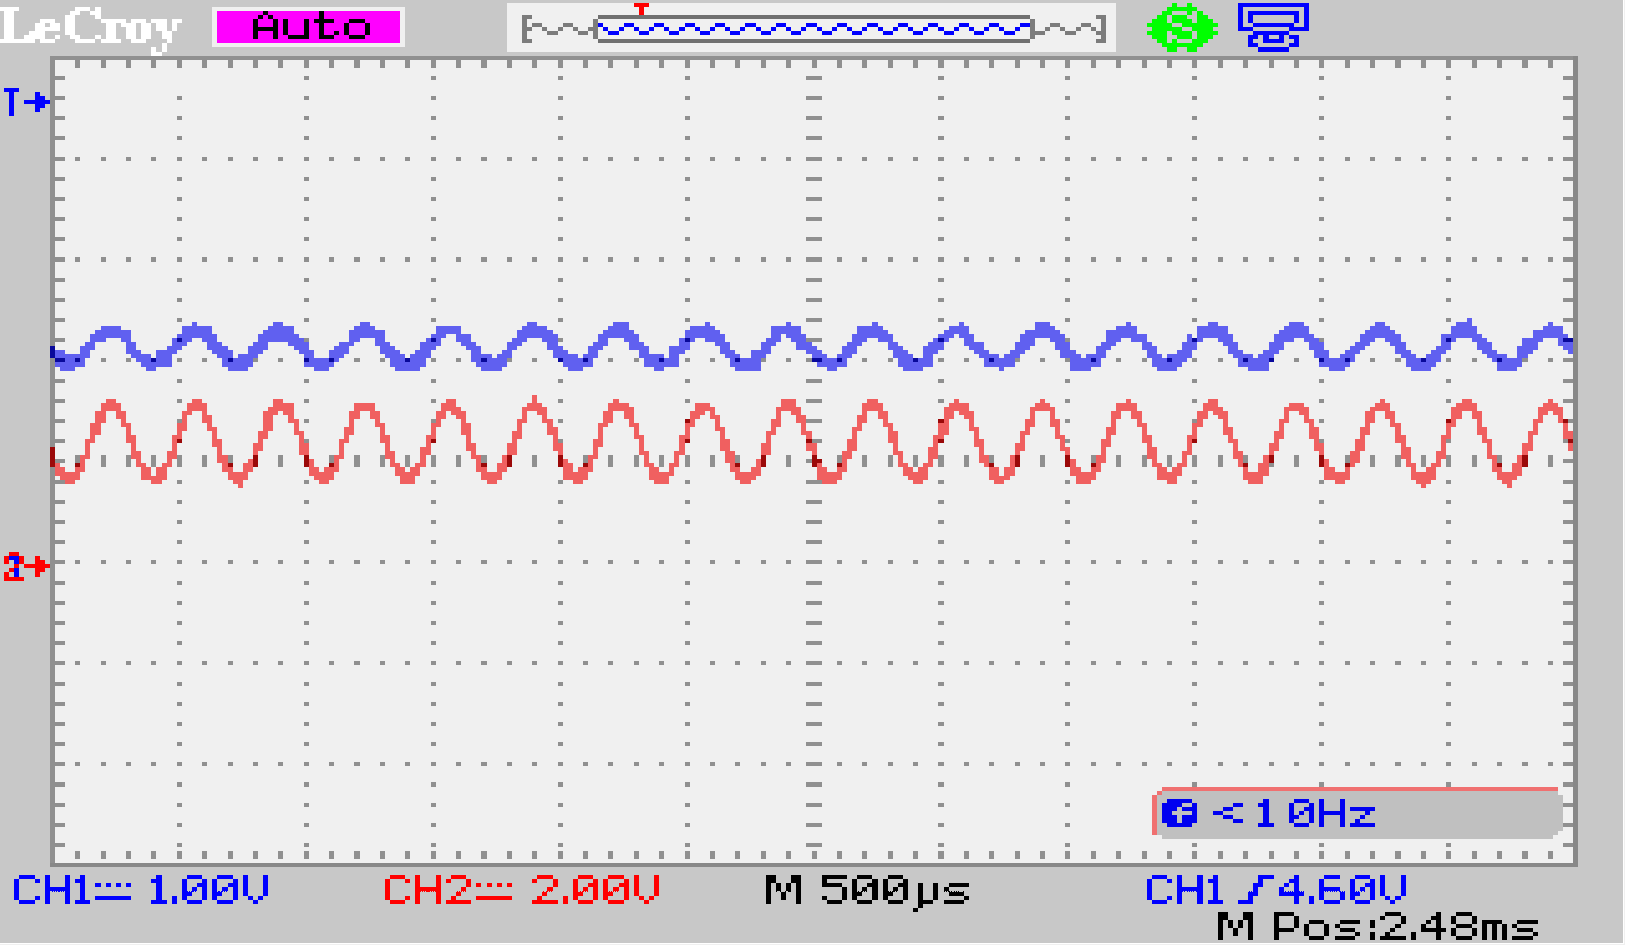 LeCroy Auto T S
T
2
f <10Hz
CH1 1.00V CH2 2.00V M 500µs CH1 4.60V
M Pos:2.48ms